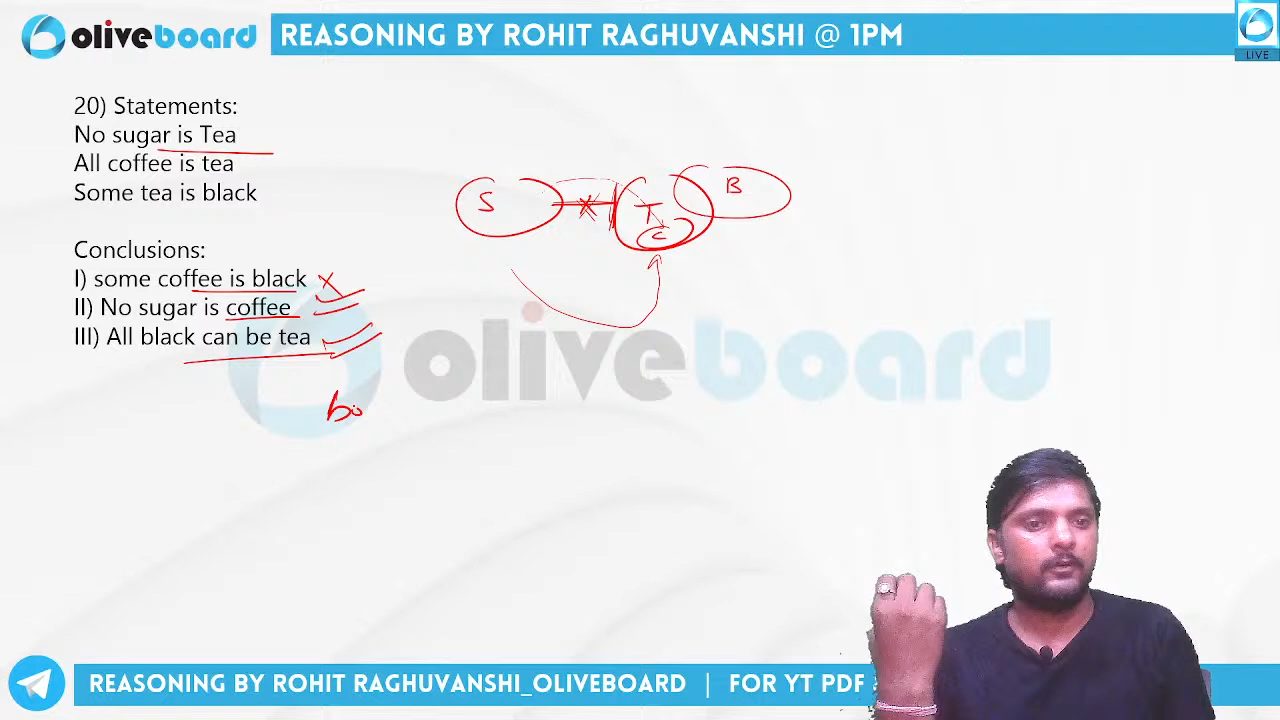 oliveboard
REASONING BY ROHIT RAGHUVANSHI @ 1PM
LIVE
20) Statements:
No sugar is Tea
All coffee is tea
Some tea is black
Conclusions:
I) some coffee is black
II) No sugar is coffee
III) All black can be tea
S
T
C
B
oliveboard
REASONING BY ROHIT RAGHUVANSHI_OLIVEBOARD | FOR YT PDF